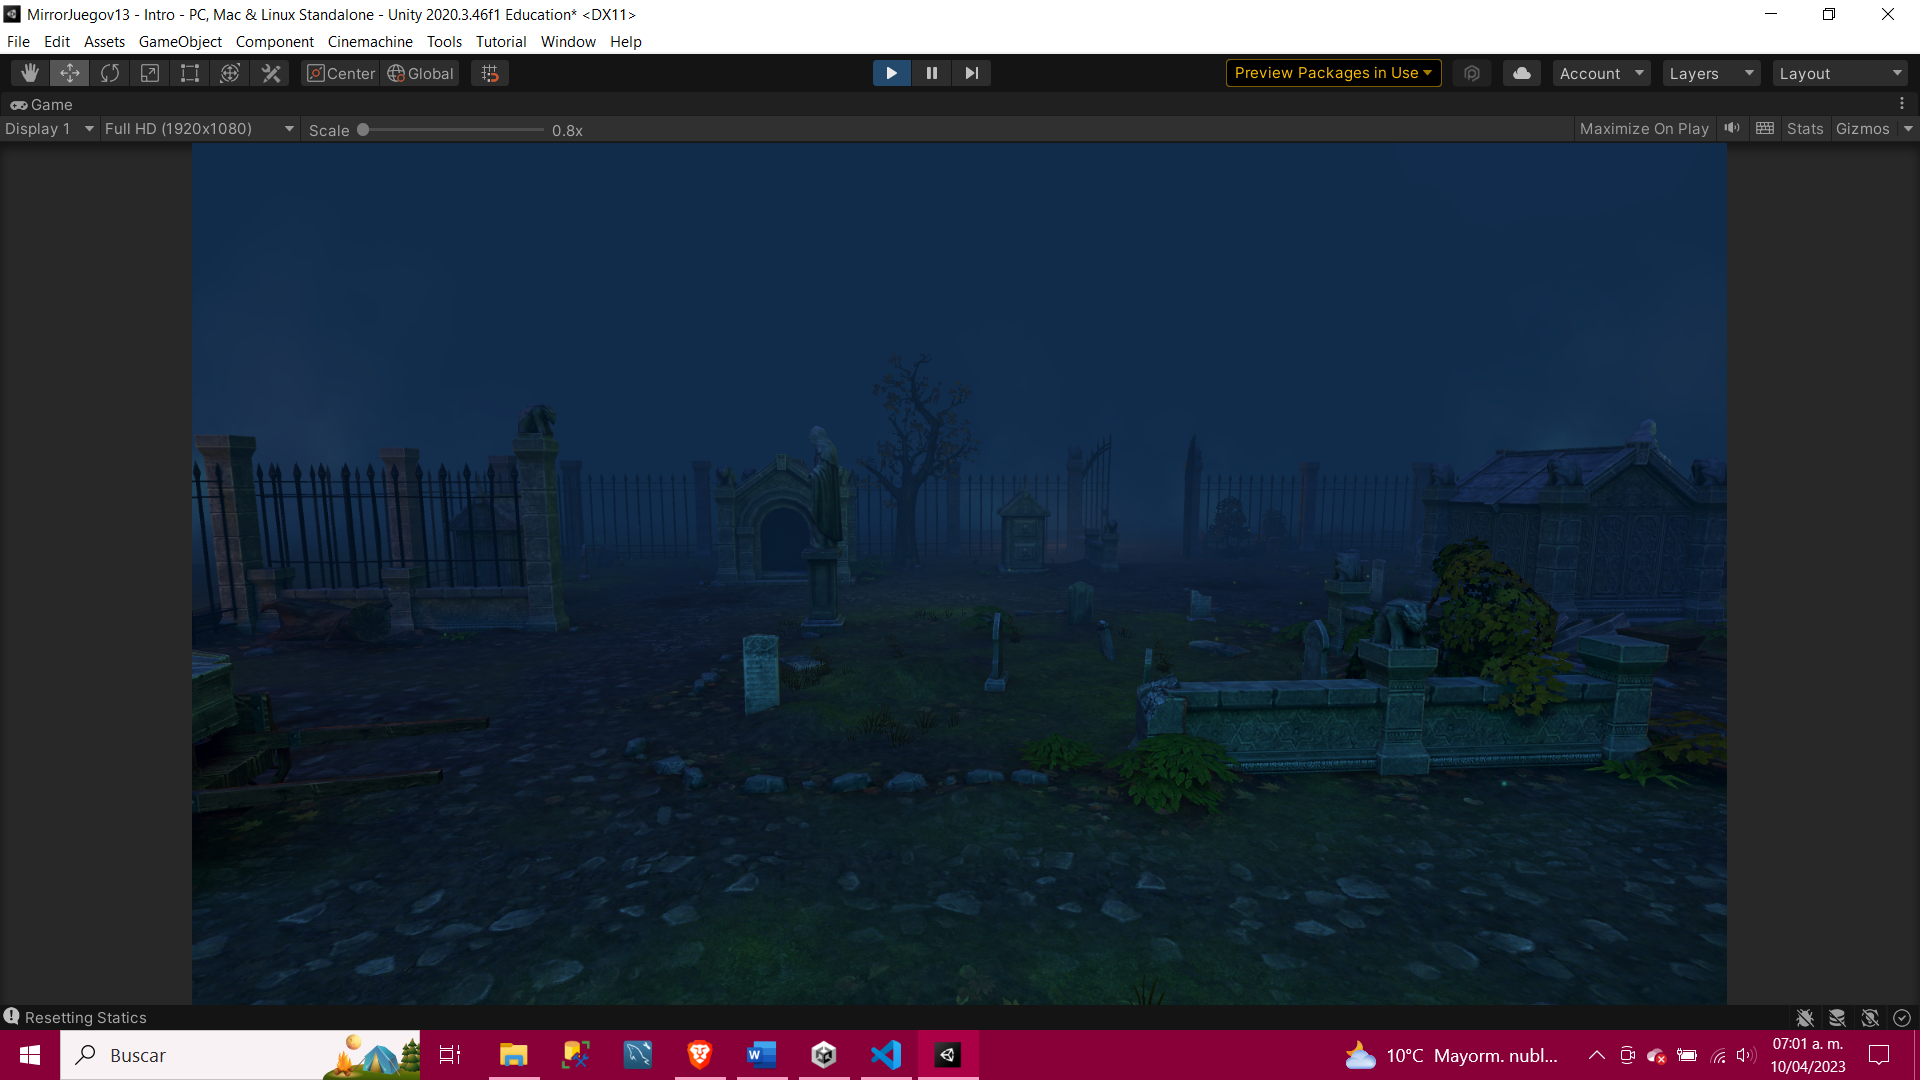 MirrorJuegov13 - Intro - PC, Mac & Linux Standalone - Unity 2020.3.46f1 Education* <DX11>
File Edit Assets GameObject Component Cinemachine Tools Tutorial Window Help
Center Global Preview Packages in Use Account Layers Layout
Game
Display 1 Full HD (1920x1080) Scale 0.8x Maximize On Play Stats Gizmos
Resetting Statics
Buscar
10°C Mayorm. nubl...
07:01 a. m.
10/04/2023